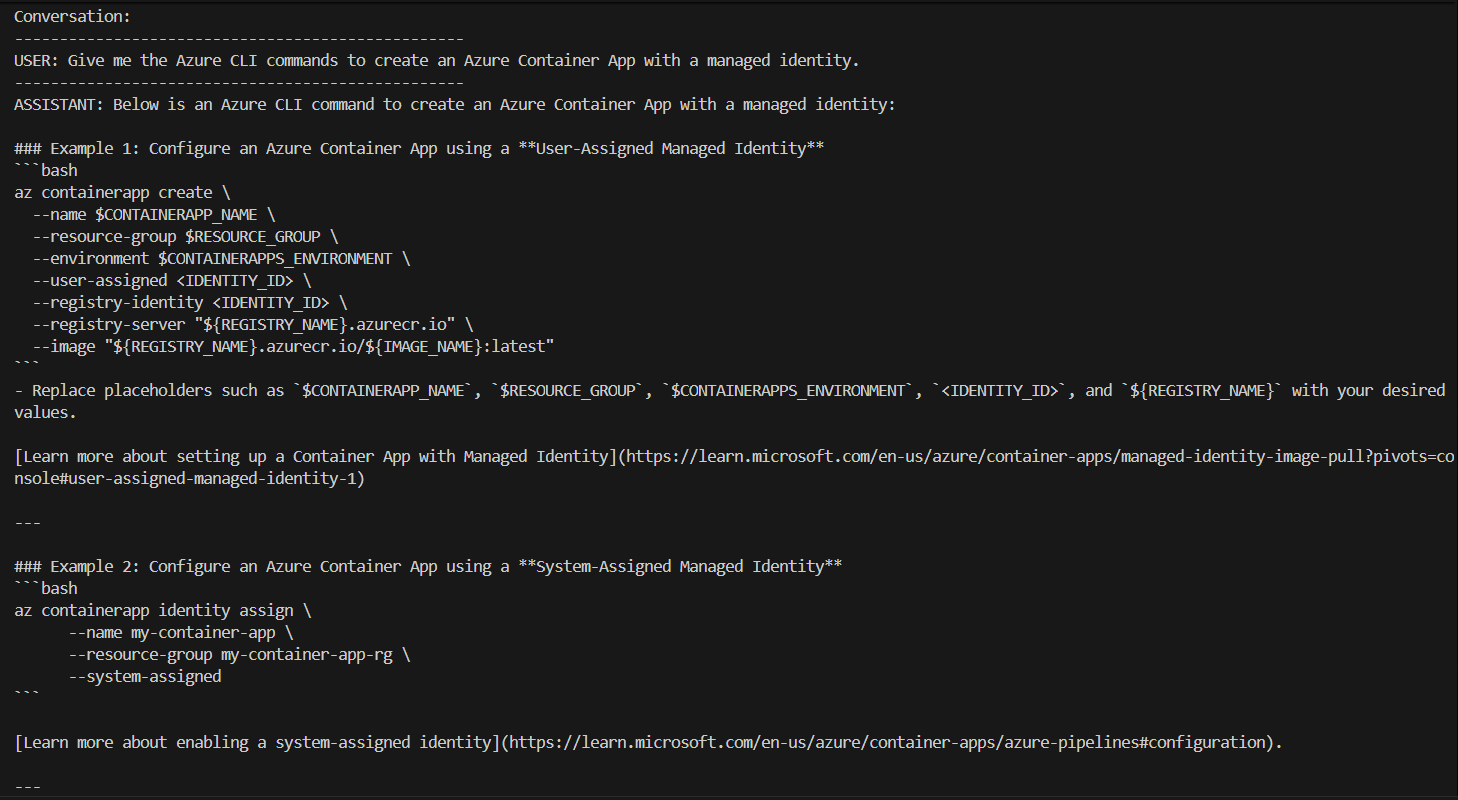 Conversation:
--------------------------------------------------
USER: Give me the Azure CLI commands to create an Azure Container App with a managed identity.
--------------------------------------------------
ASSISTANT: Below is an Azure CLI command to create an Azure Container App with a managed identity:

### Example 1: Configure an Azure Container App using a **User-Assigned Managed Identity**
```bash
az containerapp create \
  --name $CONTAINERAPP_NAME \
  --resource-group $RESOURCE_GROUP \
  --environment $CONTAINERAPPS_ENVIRONMENT \
  --user-assigned <IDENTITY_ID> \
  --registry-identity <IDENTITY_ID> \
  --registry-server "${REGISTRY_NAME}.azurecr.io" \
  --image "${REGISTRY_NAME}.azurecr.io/${IMAGE_NAME}:latest"
```
- Replace placeholders such as `$CONTAINERAPP_NAME`, `$RESOURCE_GROUP`, `$CONTAINERAPPS_ENVIRONMENT`, `<IDENTITY_ID>`, and `${REGISTRY_NAME}` with your desired
values.

[Learn more about setting up a Container App with Managed Identity](https://learn.microsoft.com/en-us/azure/container-apps/managed-identity-image-pull?pivots=co
nsole#user-assigned-managed-identity-1)

---

### Example 2: Configure an Azure Container App using a **System-Assigned Managed Identity**
```bash
az containerapp identity assign \
      --name my-container-app \
      --resource-group my-container-app-rg \
      --system-assigned
```

[Learn more about enabling a system-assigned identity](https://learn.microsoft.com/en-us/azure/container-apps/azure-pipelines#configuration).

---